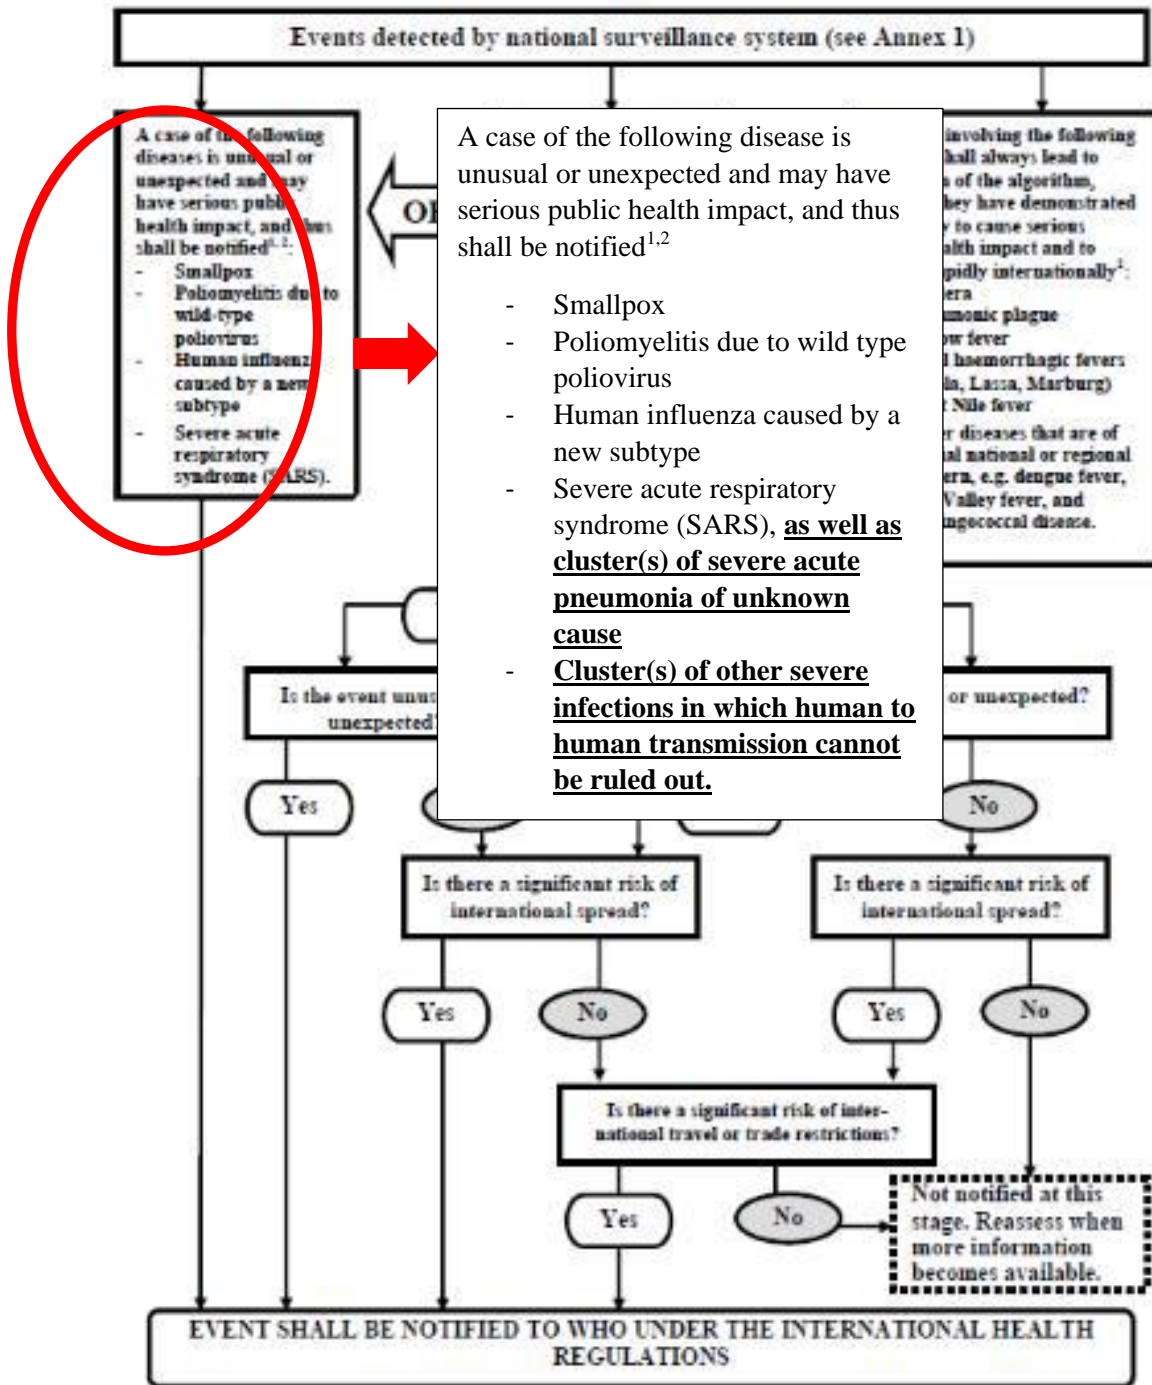 Events detected by national surveillance system (see Annex 1)
A case of the following
diseases is unusual or
unexpected and may
have serious public
health impact, and thus
shall be notified¹,²:
- Smallpox
- Poliomyelitis due to
wild-type
poliovirus
- Human influenza
caused by a new
subtype
- Severe acute
respiratory
syndrome (SARS).
A case of the following disease is
unusual or unexpected and may have
serious public health impact, and thus
shall be notified¹,²
- Smallpox
- Poliomyelitis due to wild type
poliovirus
- Human influenza caused by a
new subtype
- Severe acute respiratory
syndrome (SARS), as well as
cluster(s) of severe acute
pneumonia of unknown
cause
- Cluster(s) of other severe
infections in which human to
human transmission cannot
be ruled out.
involving the following
hall always lead to
of the algorithm,
they have demonstrated
to cause serious
impact and to
internationally²:
plague
fever
haemorrhagic fevers
Lassa, Marburg)
Nile fever
diseases that are of
national or regional
e.g. dengue fever,
Valley fever, and
disease.
Is the event
unexpected?
or unexpected?
Yes
No
Is there a significant risk of
international spread?
Is there a significant risk of
international spread?
Yes
No
Yes
No
Is there a significant risk of inter-
national travel or trade restrictions?
Yes
No
Not notified at this
stage. Reassess when
more information
becomes available.
EVENT SHALL BE NOTIFIED TO WHO UNDER THE INTERNATIONAL HEALTH
REGULATIONS